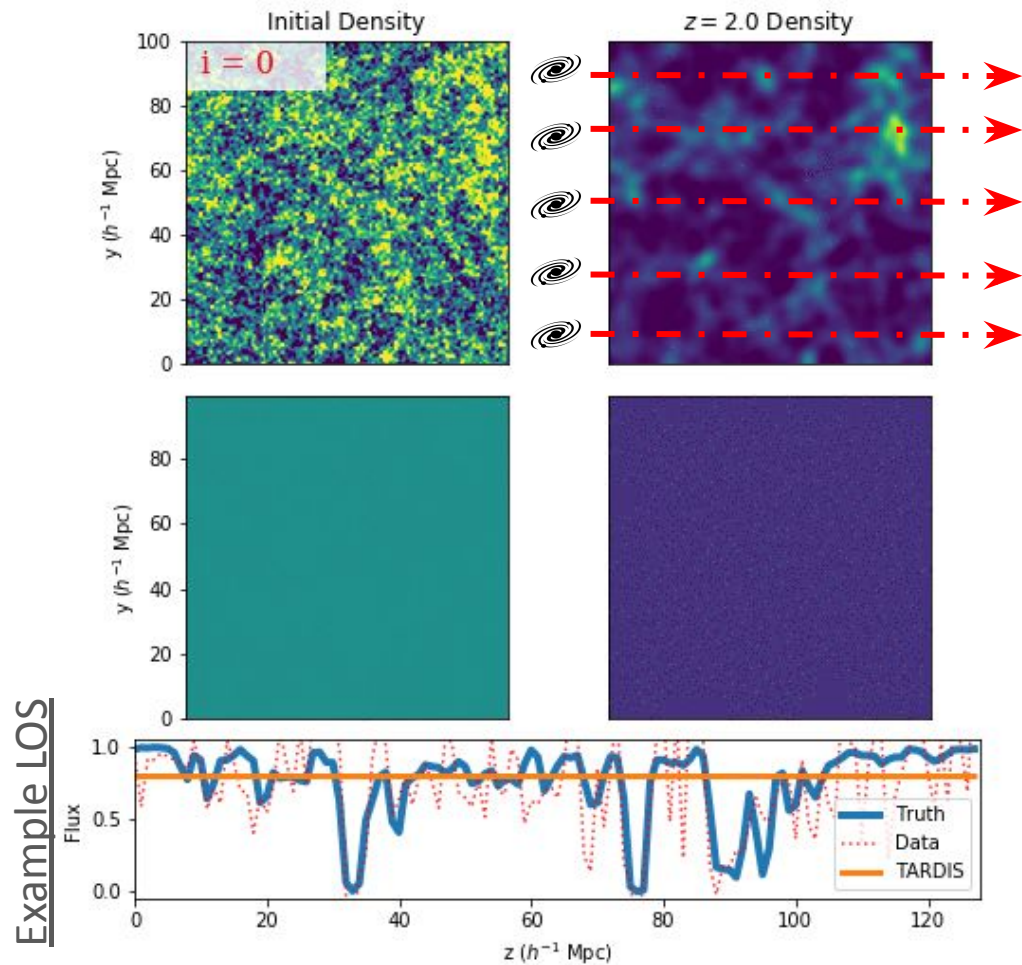 Initial Density
z = 2.0 Density
i = 0
100
80
60
40
20
0
y (h⁻¹ Mpc)
80
60
40
20
0
y (h⁻¹ Mpc)
Example LOS
1.0
0.5
0.0
Flux
Truth
Data
TARDIS
0 20 40 60 80 100 120
z (h⁻¹ Mpc)